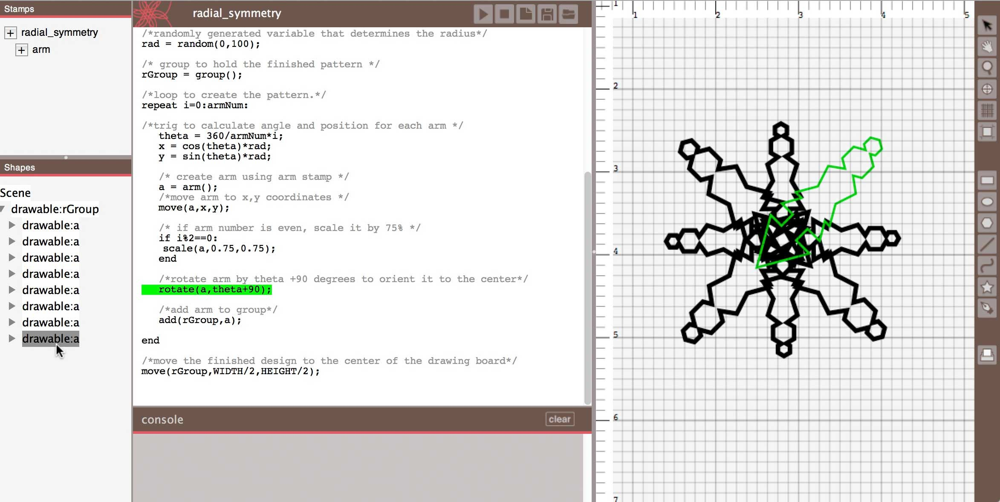 Stamps
radial_symmetry
arm
Shapes
Scene
drawable:rGroup
drawable:a
drawable:a
drawable:a
drawable:a
drawable:a
drawable:a
drawable:a
drawable:a
radial_symmetry
/*randomly generated variable that determines the radius*/
rad = random(0,100);
/* group to hold the finished pattern */
rGroup = group();
/*loop to create the pattern.*/
repeat i=0:armNum:
/*trig to calculate angle and position for each arm */
theta = 360/armNum*i;
x = cos(theta)*rad;
y = sin(theta)*rad;
/* create arm using arm stamp */
a = arm();
/*move arm to x,y coordinates */
move(a,x,y);
/* if arm number is even, scale it by 75% */
if i%2==0:
scale(a,0.75,0.75);
end
/*rotate arm by theta +90 degrees to orient it to the center*/
rotate(a,theta+90);
/*add arm to group*/
add(rGroup,a);
end
/*move the finished design to the center of the drawing board*/
move(rGroup,WIDTH/2,HEIGHT/2);
console
clear
1 2 3 4 5
1
2
3
4
5
6
7